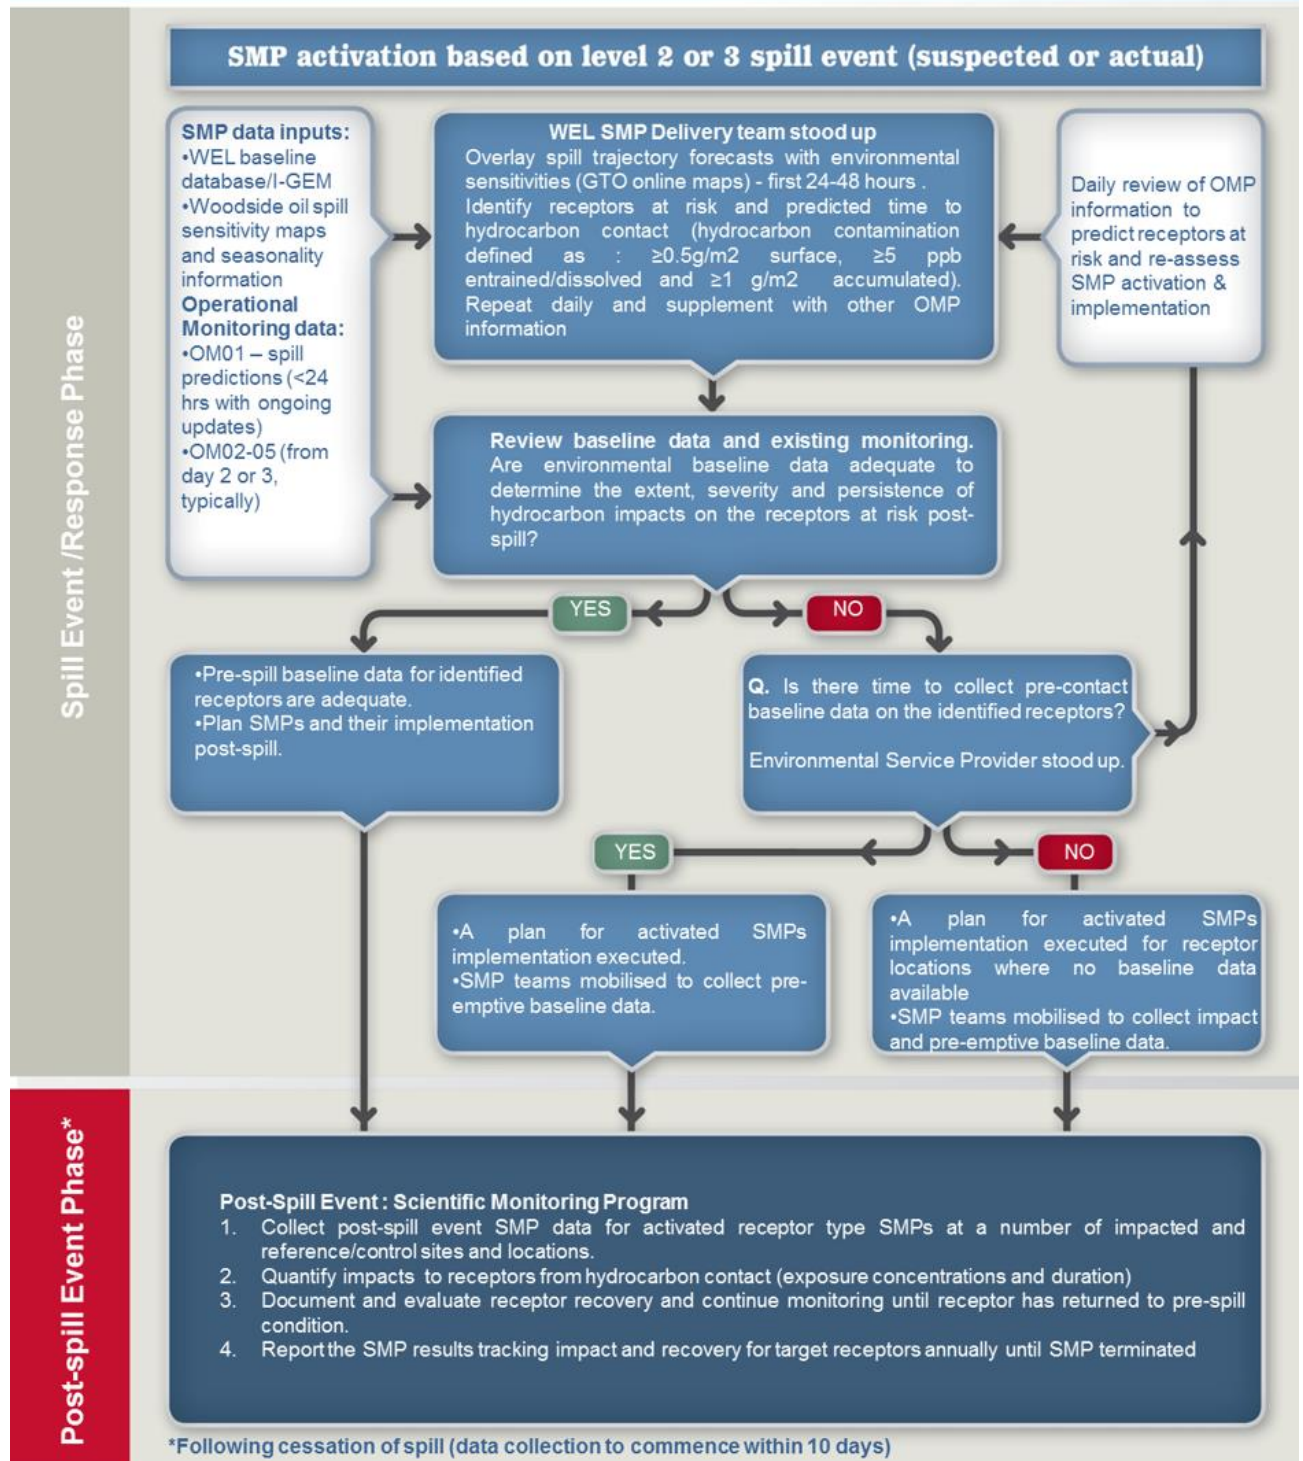 SMP activation based on level 2 or 3 spill event (suspected or actual)
Spill Event /Response Phase
SMP data inputs:
•WEL baseline
database/I-GEM
•Woodside oil spill
sensitivity maps
and seasonality
information
Operational
Monitoring data:
•OM01 – spill
predictions (<24
hrs with ongoing
updates)
•OM02-05 (from
day 2 or 3,
typically)
WEL SMP Delivery team stood up
Overlay spill trajectory forecasts with environmental
sensitivities (GTO online maps) - first 24-48 hours .
Identify receptors at risk and predicted time to
hydrocarbon contact (hydrocarbon contamination
defined as : ≥0.5g/m2 surface, ≥5 ppb
entrained/dissolved and ≥1 g/m2 accumulated).
Repeat daily and supplement with other OMP
information
Daily review of OMP
information to
predict receptors at
risk and re-assess
SMP activation &
implementation
Review baseline data and existing monitoring.
Are environmental baseline data adequate to
determine the extent, severity and persistence of
hydrocarbon impacts on the receptors at risk post-
spill?
YES
NO
•Pre-spill baseline data for identified
receptors are adequate.
•Plan SMPs and their implementation
post-spill.
Q. Is there time to collect pre-contact
baseline data on the identified receptors?
Environmental Service Provider stood up.
YES
NO
•A plan for activated SMPs
implementation executed.
•SMP teams mobilised to collect pre-
emptive baseline data.
•A plan for activated SMPs
implementation executed for receptor
locations where no baseline data
available
•SMP teams mobilised to collect impact
and pre-emptive baseline data.
Post-spill Event Phase*
Post-Spill Event : Scientific Monitoring Program
1. Collect post-spill event SMP data for activated receptor type SMPs at a number of impacted and
reference/control sites and locations.
2. Quantify impacts to receptors from hydrocarbon contact (exposure concentrations and duration)
3. Document and evaluate receptor recovery and continue monitoring until receptor has returned to pre-spill
condition.
4. Report the SMP results tracking impact and recovery for target receptors annually until SMP terminated
*Following cessation of spill (data collection to commence within 10 days)